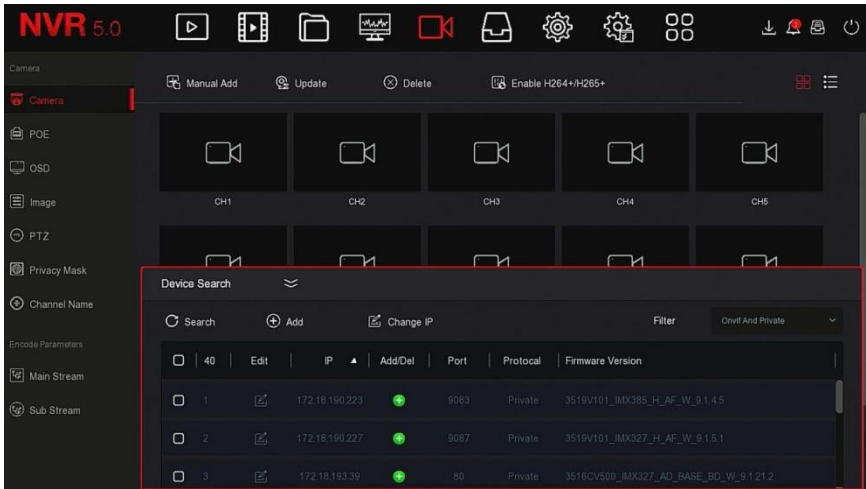 NVR 5.0
Camera
Camera
POE
OSD
Image
PTZ
Privacy Mask
Channel Name
Encode Parameters
Main Stream
Sub Stream
Manual Add Update Delete Enable H264+/H265+
CH1 CH2 CH3 CH4 CH5
Device Search
Search Add Change IP Filter Onvif And Private
40 Edit IP Add/Del Port Protocal Firmware Version
1 172.18.190.223 9083 Private 3519V101_IMX385_H_AF_W_9.1.4.5
2 172.18.190.227 9087 Private 3519V101_IMX327_H_AF_W_9.1.5.1
3 172.18.193.39 80 Private 3516CV500_IMX327_AD_BASE_BD_W_9.1.21.2